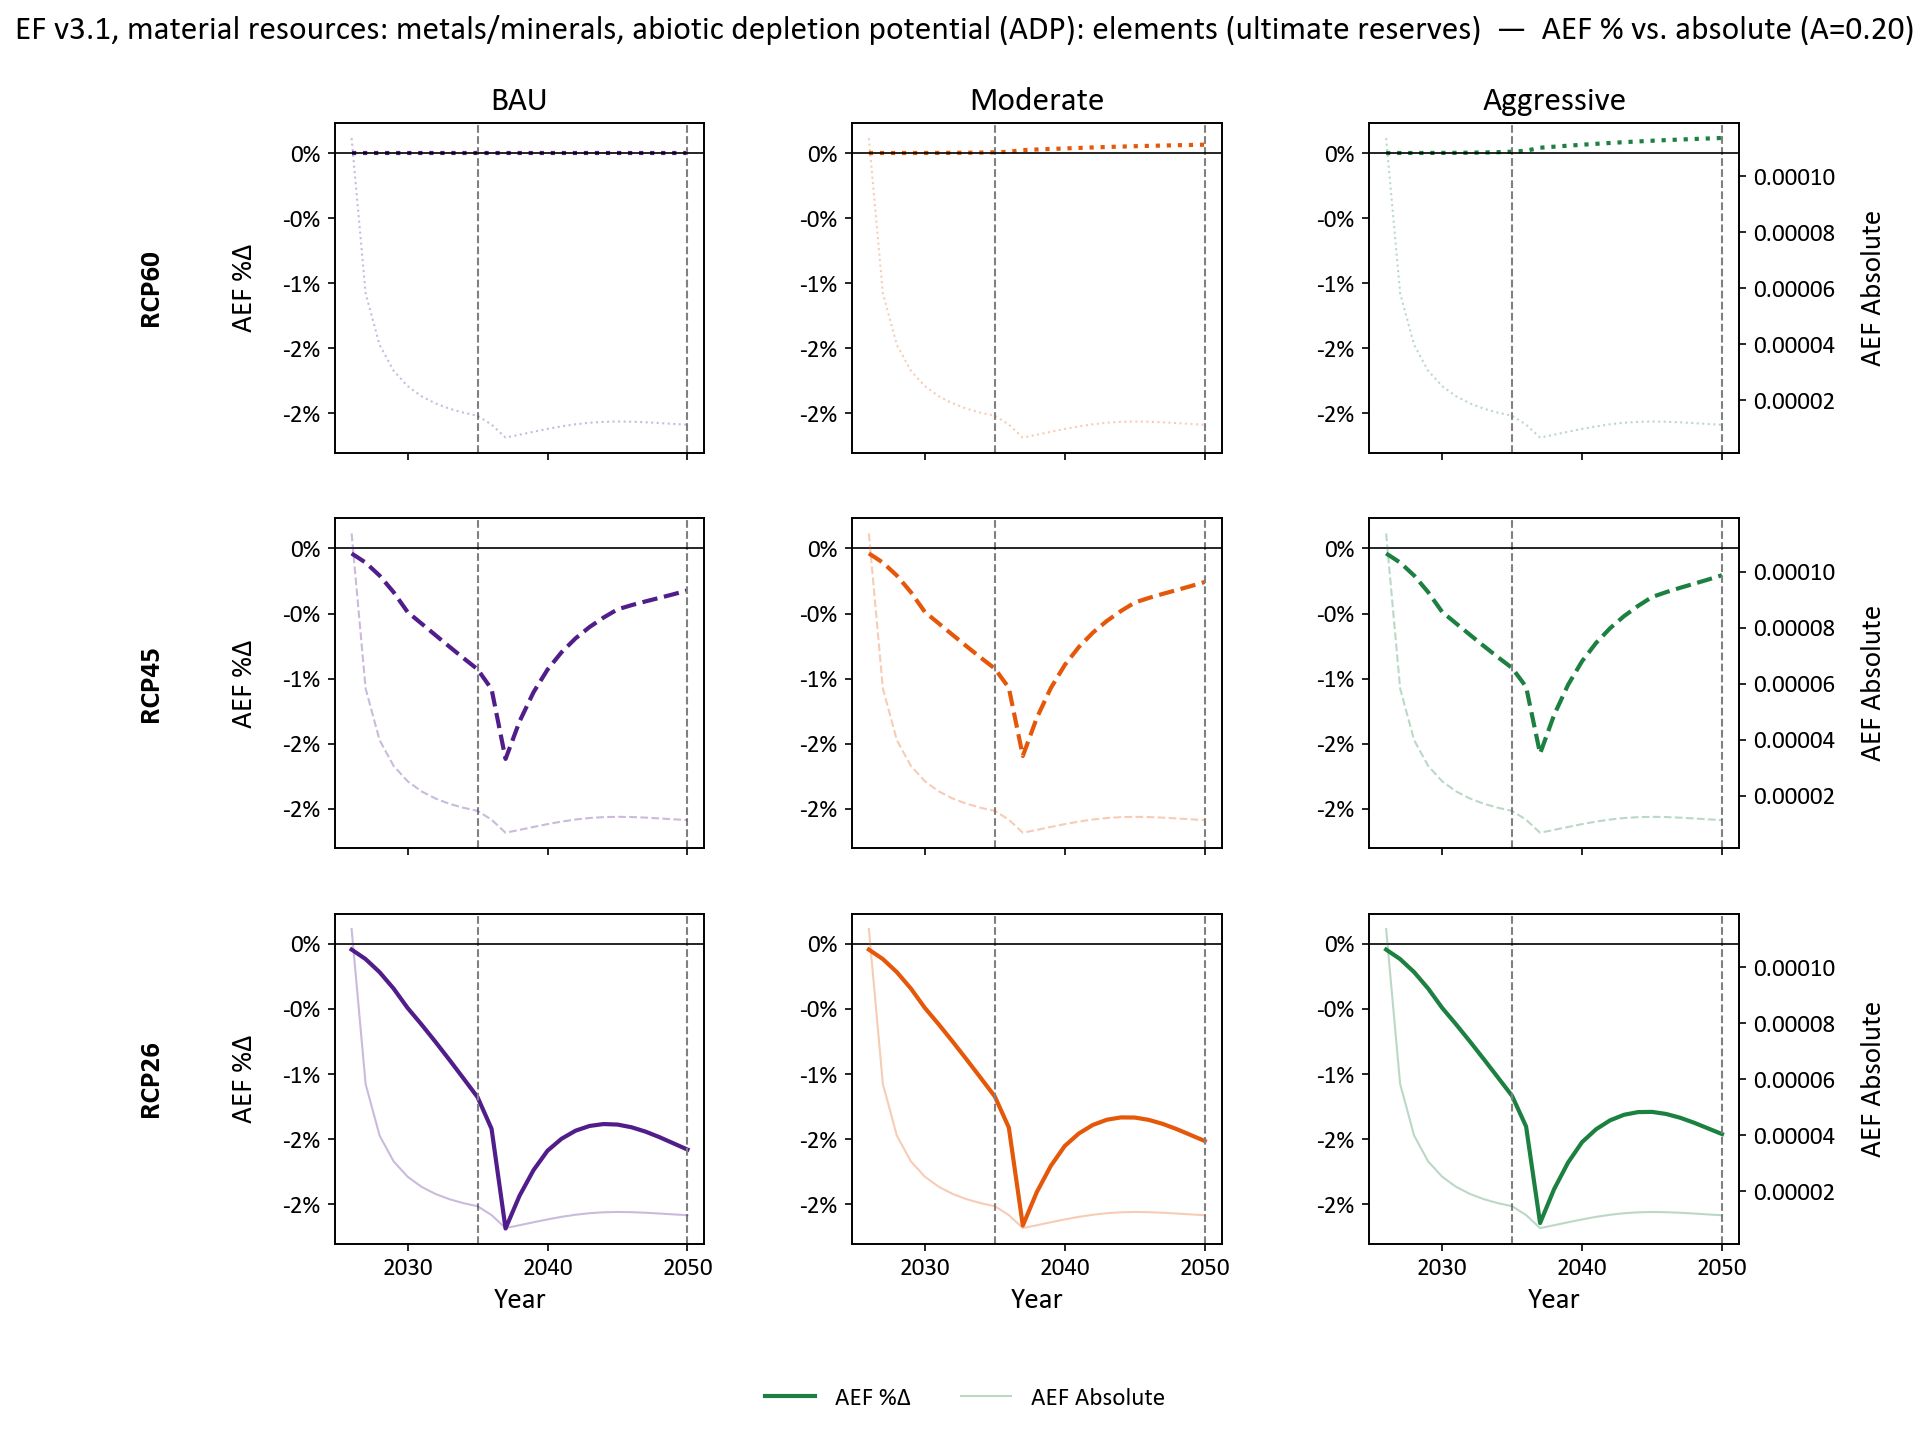 EF v3.1, material resources: metals/minerals, abiotic depletion potential (ADP): elements (ultimate reserves) — AEF % vs. absolute (A=0.20)
BAU
Moderate
Aggressive
RCP60
AEF %Δ
0%
-0%
-1%
-2%
-2%
0%
-0%
-1%
-2%
-2%
0%
-0%
-1%
-2%
-2%
0.00010
0.00008
0.00006
0.00004
0.00002
AEF Absolute
RCP45
AEF %Δ
0%
-0%
-1%
-2%
-2%
0%
-0%
-1%
-2%
-2%
0%
-0%
-1%
-2%
-2%
0.00010
0.00008
0.00006
0.00004
0.00002
AEF Absolute
RCP26
AEF %Δ
0%
-0%
-1%
-2%
-2%
0%
-0%
-1%
-2%
-2%
0%
-0%
-1%
-2%
-2%
0.00010
0.00008
0.00006
0.00004
0.00002
AEF Absolute
2030 2040 2050
Year
2030 2040 2050
Year
2030 2040 2050
Year
AEF %Δ
AEF Absolute